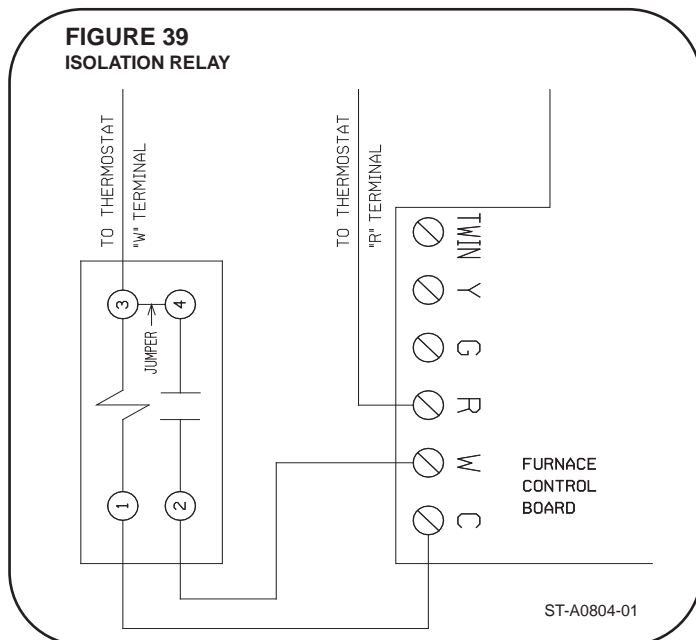 FIGURE 39
ISOLATION RELAY
TO THERMOSTAT
"W" TERMINAL
TO THERMOSTAT
"R" TERMINAL
3
4
JUMPER
1
2
TWIN
Y
G
R
W
C
FURNACE
CONTROL
BOARD
ST-A0804-01